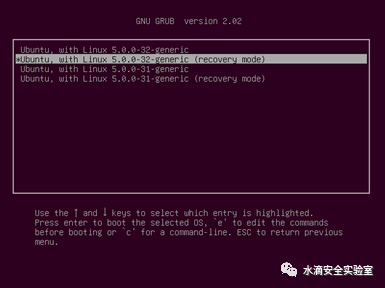 GNU GRUB  version 2.02
Ubuntu, with Linux 5.0.0-32-generic
*Ubuntu, with Linux 5.0.0-32-generic (recovery mode)
Ubuntu, with Linux 5.0.0-31-generic
Ubuntu, with Linux 5.0.0-31-generic (recovery mode)
Use the ↑ and ↓ keys to select which entry is highlighted.
Press enter to boot the selected OS, `e' to edit the commands
before booting or `c' for a command-line. ESC to return previous
menu.
水滴安全实验室